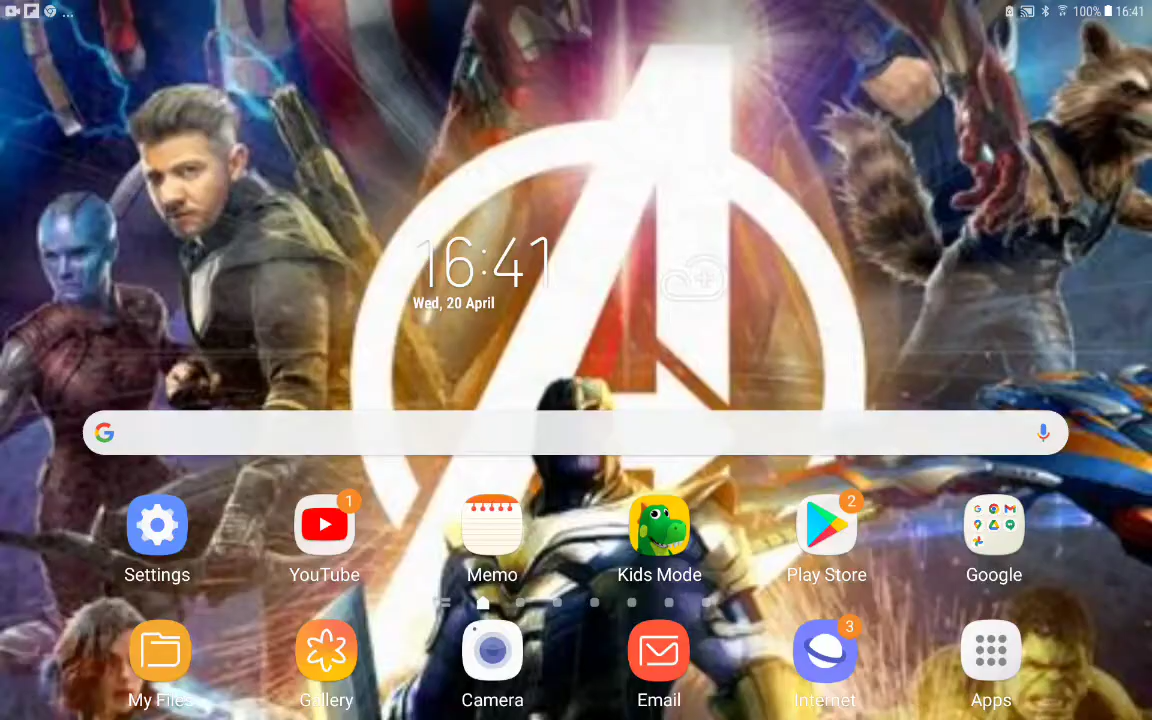 ... 100% 16:41
16:41
Wed, 20 April
1 2
Settings YouTube Memo Kids Mode Play Store Google
3
My Files Gallery Camera Email Internet Apps